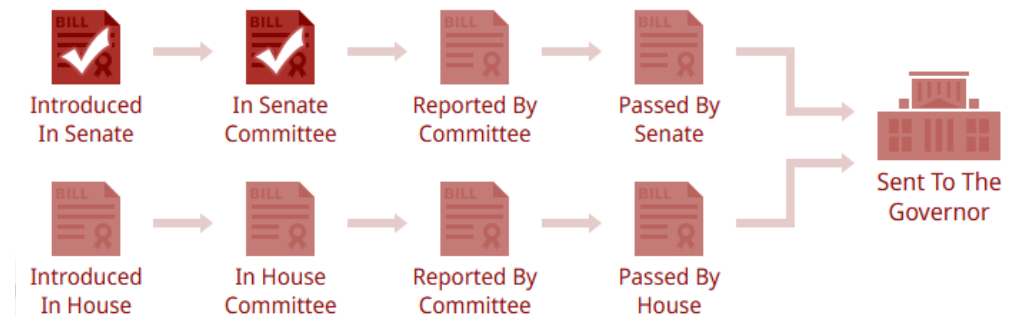 BILL
BILL
BILL
BILL
Introduced
In Senate
In Senate
Committee
Reported By
Committee
Passed By
Senate
Sent To The
Governor
BILL
BILL
BILL
BILL
Introduced
In House
In House
Committee
Reported By
Committee
Passed By
House